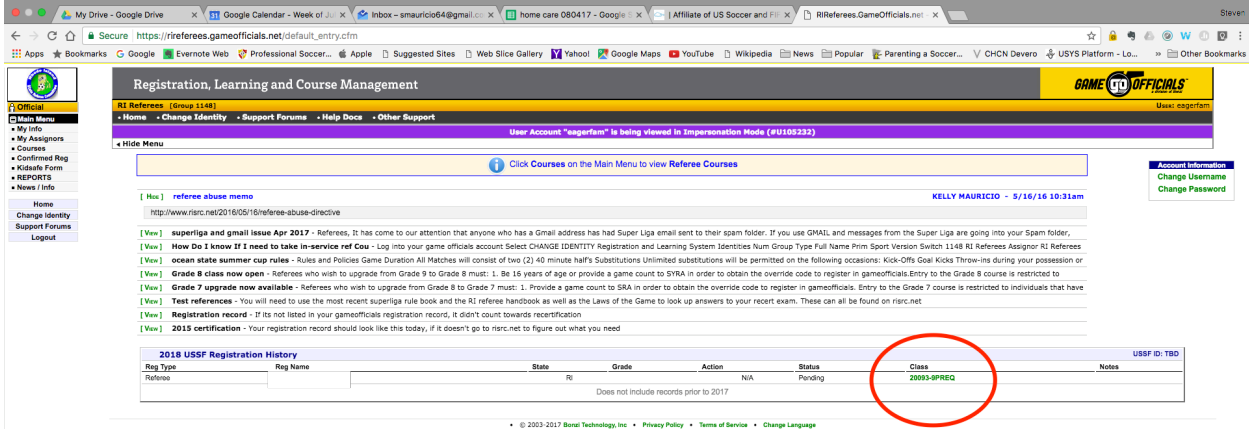 My Drive - Google Drive
Google Calendar - Week of Ju
Inbox – smauricio64@gmail.co
home care 080417 - Google S
| Affiliate of US Soccer and FI
RIReferees.GameOfficials.net -
Steven
Secure | https://rireferees.gameofficials.net/default_entry.cfm
Apps Bookmarks Google Evernote Web Professional Soccer... Apple Suggested Sites Web Slice Gallery Yahoo! Google Maps YouTube Wikipedia News Popular Parenting a Soccer... CHCN Devero USYS Platform - Lo... » Other Bookmarks
Registration, Learning and Course Management
GAME OFFICIALS
Official
RI Referees [Group 1148]
User: eagerfam
Main Menu
• Home • Change Identity • Support Forums • Help Docs • Other Support
My Info
My Assignors
Courses
Confirmed Reg
Kidsafe Form
REPORTS
News / Info
Home
Change Identity
Support Forums
Logout
User Account "eagerfam" is being viewed in Impersonation Mode (#U105232)
Hide Menu
Click Courses on the Main Menu to view Referee Courses
Account Information
Change Username
Change Password
[ Hide ] referee abuse memo KELLY MAURICIO - 5/16/16 10:31am
http://www.risrc.net/2016/05/16/referee-abuse-directive
[ View ] superliga and gmail issue Apr 2017 - Referees, It has come to our attention that anyone who has a Gmail address has had Super Liga email sent to their spam folder. If you use GMAIL and messages from the Super Liga are going into your Spam folder,
[ View ] How Do I know If I need to take in-service ref Cou - Log into your game officials account Select CHANGE IDENTITY Registration and Learning System Identities Num Group Type Full Name Prim Sport Version Switch 1148 RI Referees Assignor RI Referees
[ View ] ocean state summer cup rules - Rules and Policies Game Duration All Matches will consist of two (2) 40 minute half's Substitutions Unlimited substitutions will be permitted on the following occasions: Kick-Offs Goal Kicks Throw-ins during your possession or
[ View ] Grade 8 class now open - Referees who wish to upgrade from Grade 9 to Grade 8 must: 1. Be 16 years of age or provide a game count to SYRA in order to obtain the override code to register in gameofficials.Entry to the Grade 8 course is restricted to
[ View ] Grade 7 upgrade now available - Referees who wish to upgrade from Grade 8 to Grade 7 must: 1. Provide a game count to SRA in order to obtain the override code to register in gameofficials. Entry to the Grade 7 course is restricted to individuals that have
[ View ] Test references - You will need to use the most recent superliga rule book and the RI referee handbook as well as the Laws of the Game to look up answers to your recert exam. These can all be found on risrc.net
[ View ] Registration record - If its not listed in your gameofficials registration record, it didn't count towards recertification
[ View ] 2015 certification - Your registration record should look like this today, if it doesn't go to risrc.net to figure out what you need
2018 USSF Registration History USSF ID: TBD
Reg Type Reg Name State Grade Action Status Class Notes
Referee RI N/A Pending 20093-9PREQ
Does not include records prior to 2017
• © 2003-2017 Bonzi Technology, Inc • Privacy Policy • Terms of Service • Change Language